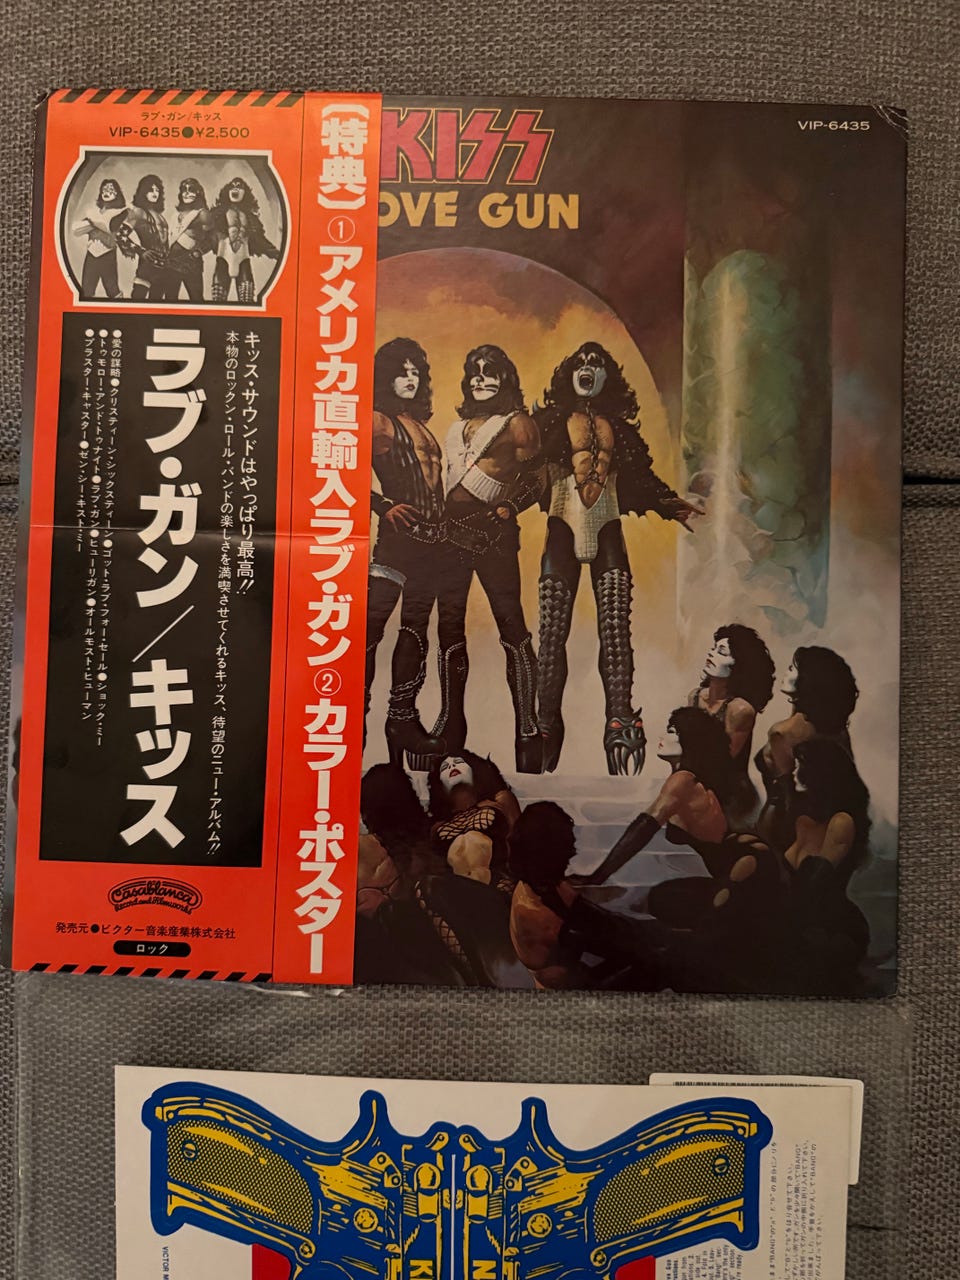 ラブ・ガン/キッス
VIP-6435●¥2,500
キッス・サウンドはやっぱり最高!!
本物のロックン・ロール・バンドの楽しさを満喫させてくれるキッス、待望のニュー・アルバム!!
ラブ・ガン/キッス
●愛の謀略●クリスティーン・シックスティーン●ゴット・ラブ・フォー・セール●ショック・ミー
●トゥモロー・アンド・トゥナイト●ラブ・ガン●ヒューリガン●オールモスト・ヒューマン
●プラスター・キャスター●ゼン・シー・キスト・ミー
Casablanca
Record and Filmworks
発売元●ビクター音楽産業株式会社
ロック
〔特典〕①アメリカ直輸入ラブ・ガン②カラー・ポスター
KISS
OVE GUN
VIP-6435
VICTOR M